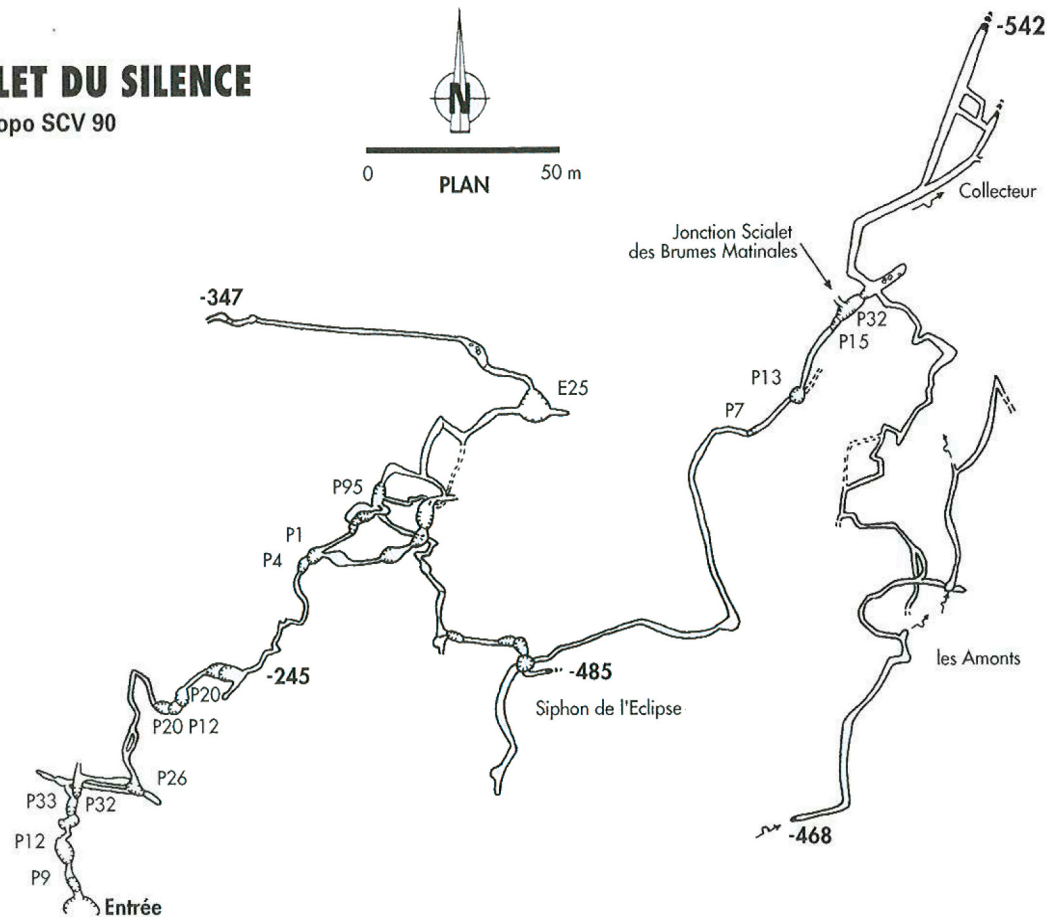 LET DU SILENCE
opo SCV 90
N
0 50 m
PLAN
-542
Collecteur
Jonction Scialet
des Brumes Matinales
P32
P15
P13
P7
-347
E25
P95
P1
P4
-245
P20
P20 P12
-485
Siphon de l'Eclipse
les Amonts
-468
P26
P33 P32
P12
P9
Entrée